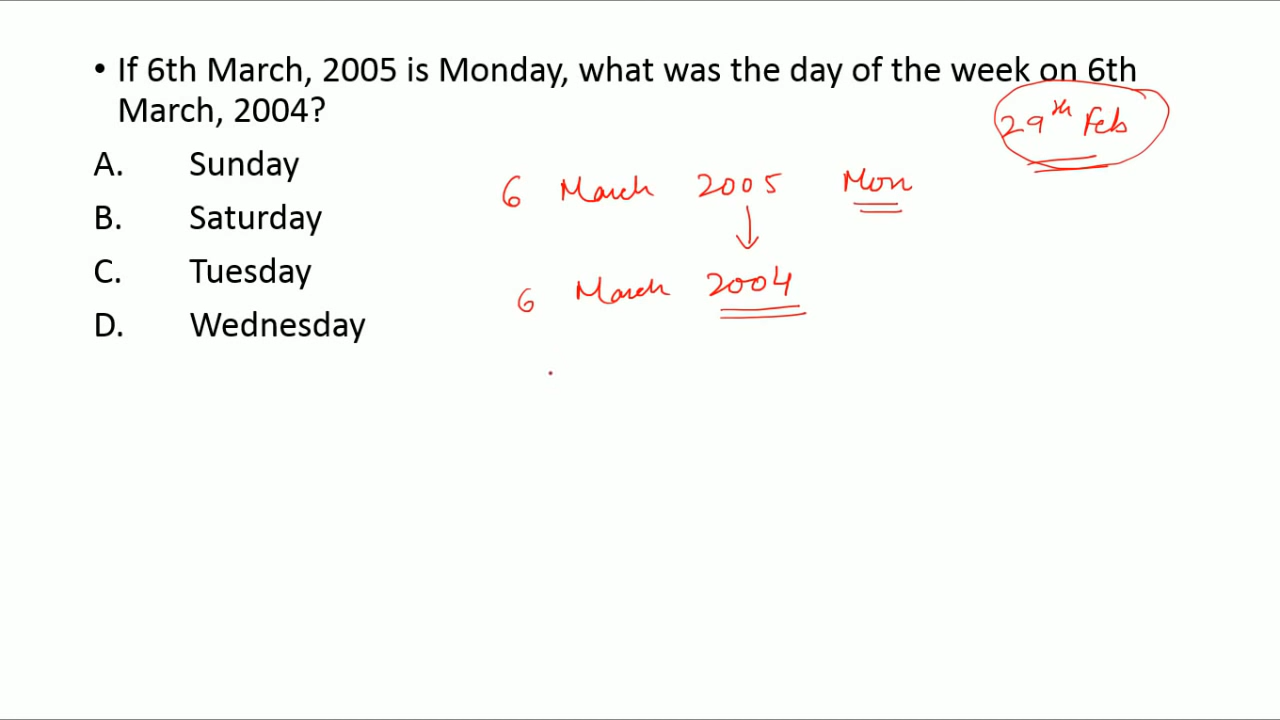 • If 6th March, 2005 is Monday, what was the day of the week on 6th
March, 2004?
29th Feb
A. Sunday
6 March 2005 Mon
B. Saturday
C. Tuesday
6 March 2004
D. Wednesday